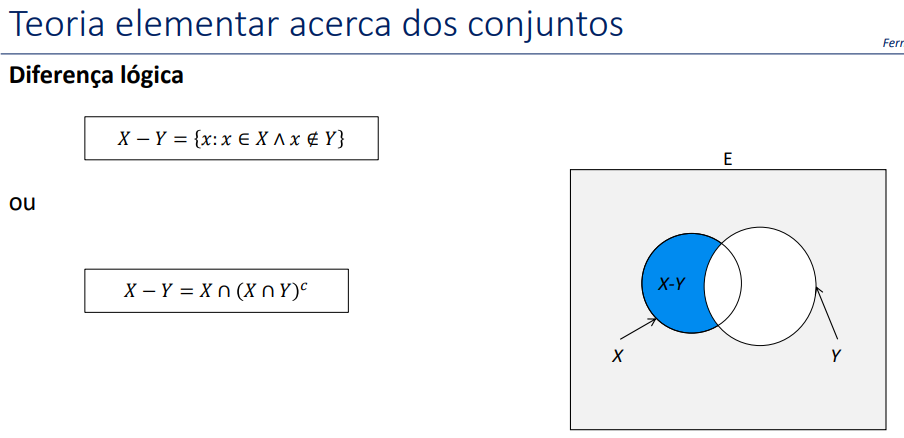 Teoria elementar acerca dos conjuntos
Ferr
Diferença lógica
X − Y = {x: x ∈ X ∧ x ∉ Y}
ou
X − Y = X ∩ (X ∩ Y)ᶜ
E
X-Y
X
Y